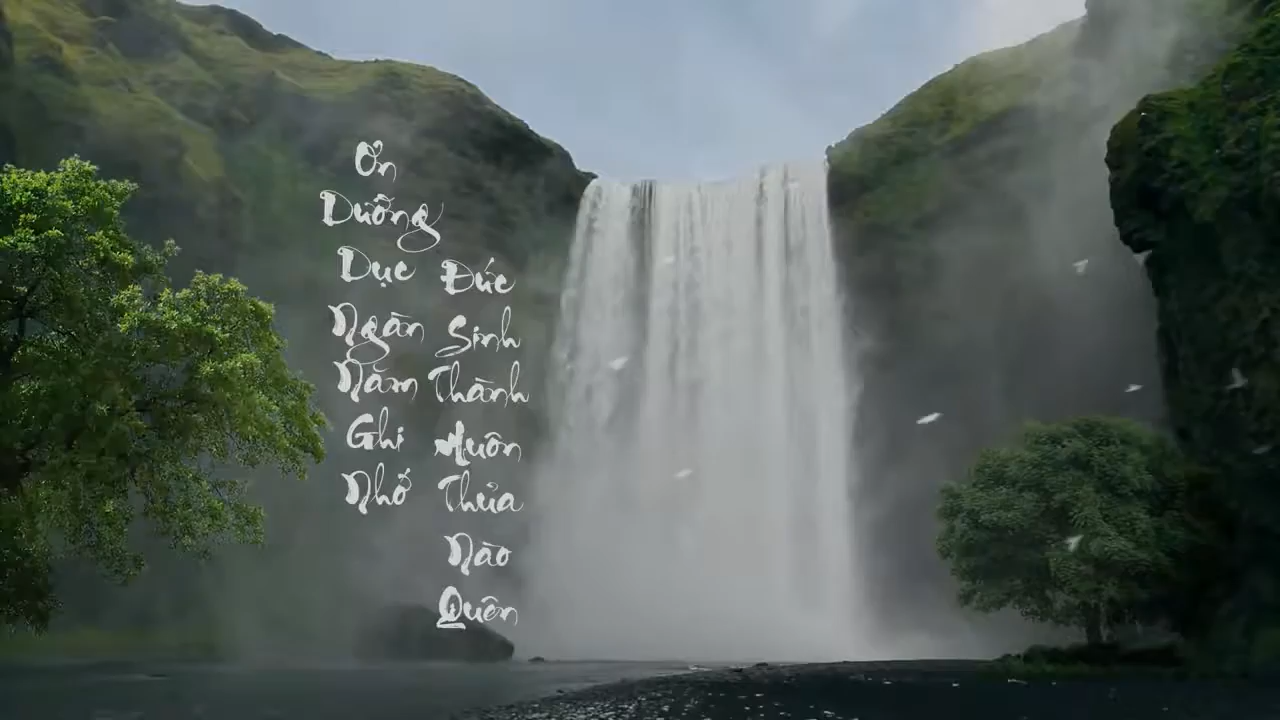 Ơn Dưỡng Dục Ngàn Năm Ghi Nhớ
Đức Sinh Thành Muôn Thủa Nào Quên